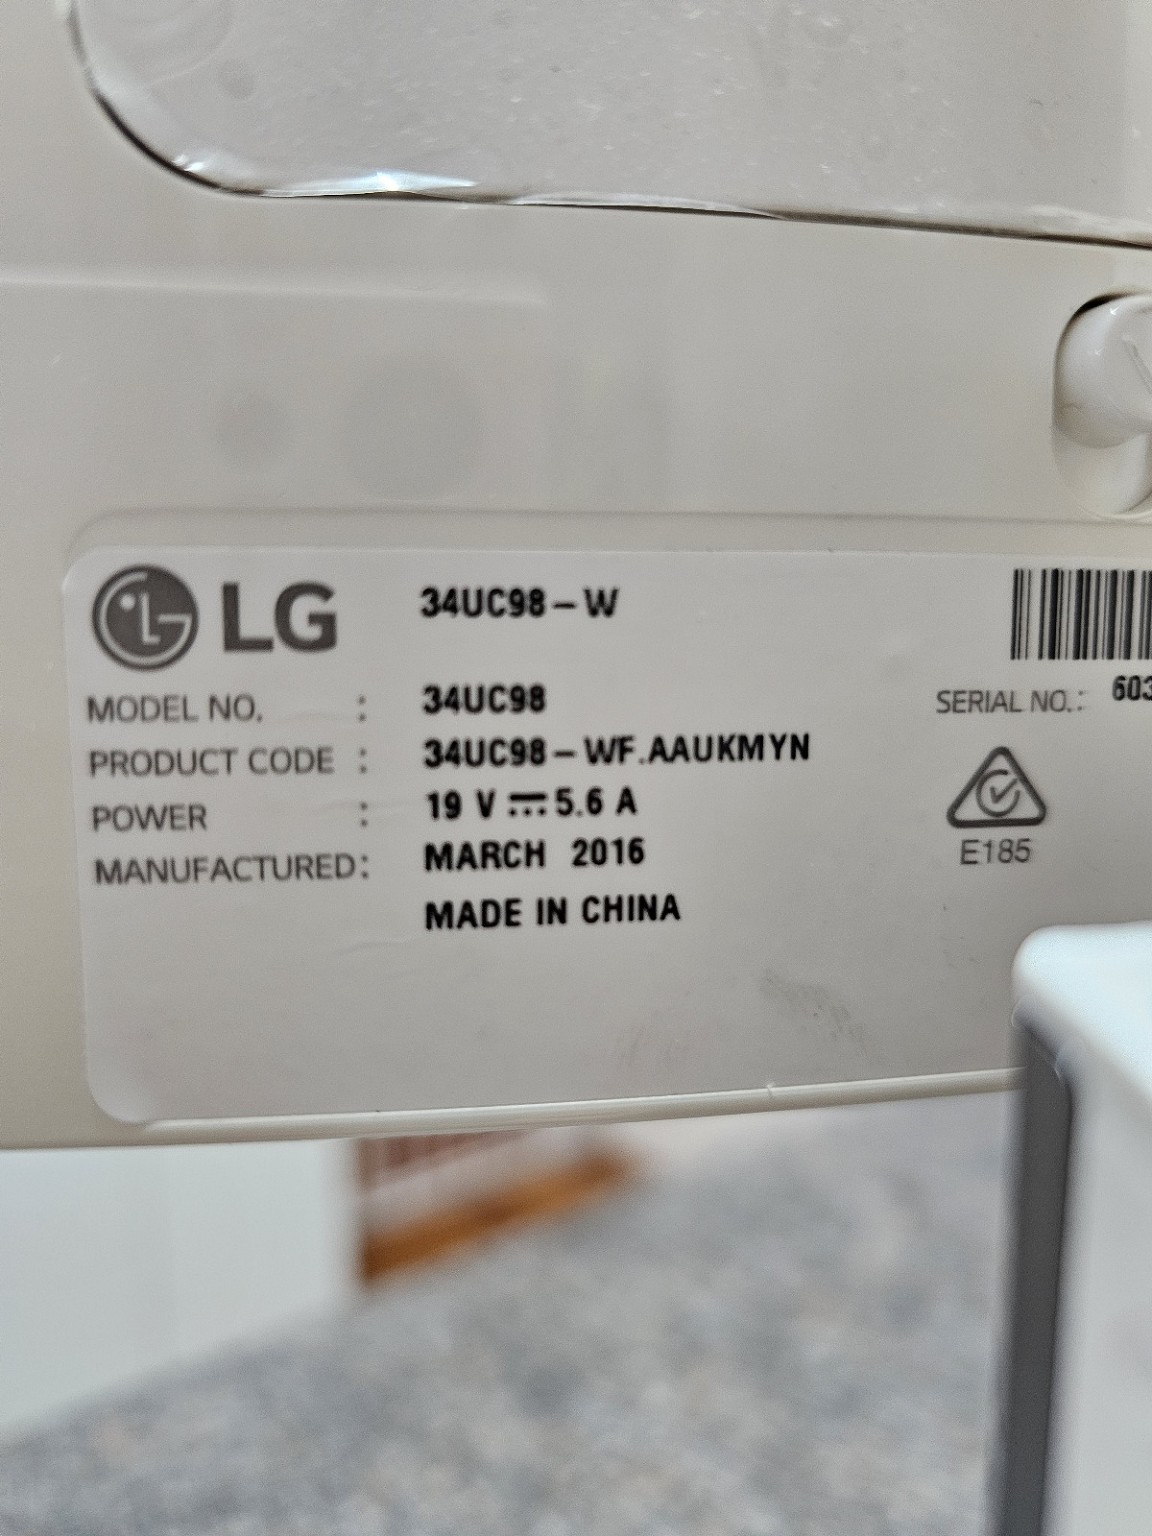 LG 34UC98-W
MODEL NO. : 34UC98
PRODUCT CODE : 34UC98-WF.AAUKMYN
POWER : 19 V ⎓ 5.6 A
MANUFACTURED: MARCH 2016
MADE IN CHINA
SERIAL NO.: 603
E185